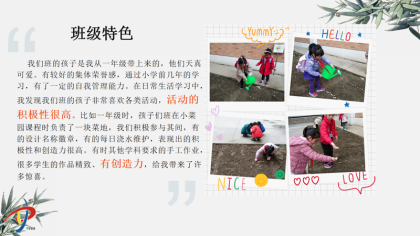 班级特色
我们班的孩子是我从一年级带上来的，他们天真
可爱。有较好的集体荣誉感，通过小学前几年的学
习，有了一定的自我管理能力。在日常生活学习中，
我发现我们班的孩子非常喜欢各类活动，活动的
积极性很高。比如一年级时，孩子们班在小菜
园课程时负责了一块菜地，我们积极参与其间，有
的设计名称徽章，有的每日浇水维护，表现出的积
极性和创造力很高。有时其他学科要求的手工作业，
很多学生的作品精致、有创造力，给我带来了许
多惊喜。
YUMMY~
HELLO
NICE
LOVE